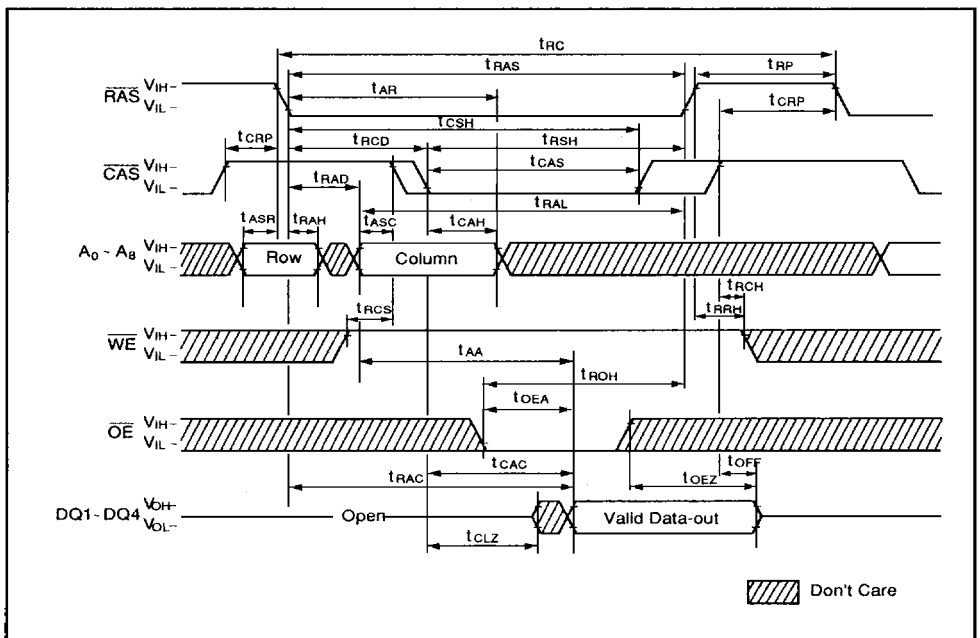 tRC
tRAS
tRP
tAR
RAS VIH–
VIL–
tCRP
tCSH
tCRP
tRCD
tRSH
CAS VIH–
VIL–
tCAS
tRAD
tRAL
tASR
tRAH
tASC
tCAH
A0 ~ A8 VIH–
VIL–
Row
Column
tRCH
tRRH
tRCS
WE VIH–
VIL–
tAA
tROH
tOEA
OE VIH–
VIL–
tCAC
tOFF
tRAC
tOEZ
DQ1~DQ4 VOH–
VOL–
Open
Valid Data-out
tCLZ
Don't Care